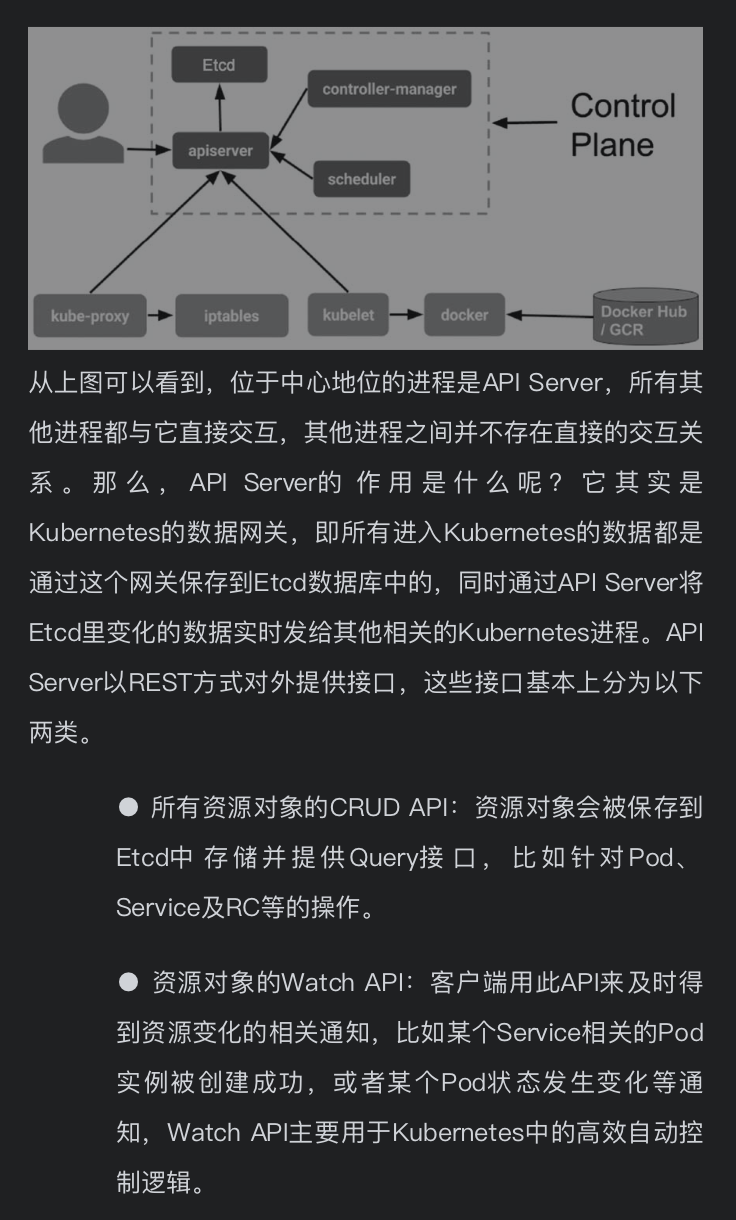 Etcd
controller-manager
Control
Plane
apiserver
scheduler
kube-proxy
iptables
kubelet
docker
Docker Hub
/ GCR
从上图可以看到，位于中心地位的进程是API Server，所有其
他进程都与它直接交互，其他进程之间并不存在直接的交互关
系。那么，API Server的作用是什么呢？它其实是
Kubernetes的数据网关，即所有进入Kubernetes的数据都是
通过这个网关保存到Etcd数据库中的，同时通过API Server将
Etcd里变化的数据实时发给其他相关的Kubernetes进程。API
Server以REST方式对外提供接口，这些接口基本上分为以下
两类。
● 所有资源对象的CRUD API：资源对象会被保存到
Etcd中存储并提供Query接口，比如针对Pod、
Service及RC等的操作。
● 资源对象的Watch API：客户端用此API来及时得
到资源变化的相关通知，比如某个Service相关的Pod
实例被创建成功，或者某个Pod状态发生变化等通
知，Watch API主要用于Kubernetes中的高效自动控
制逻辑。